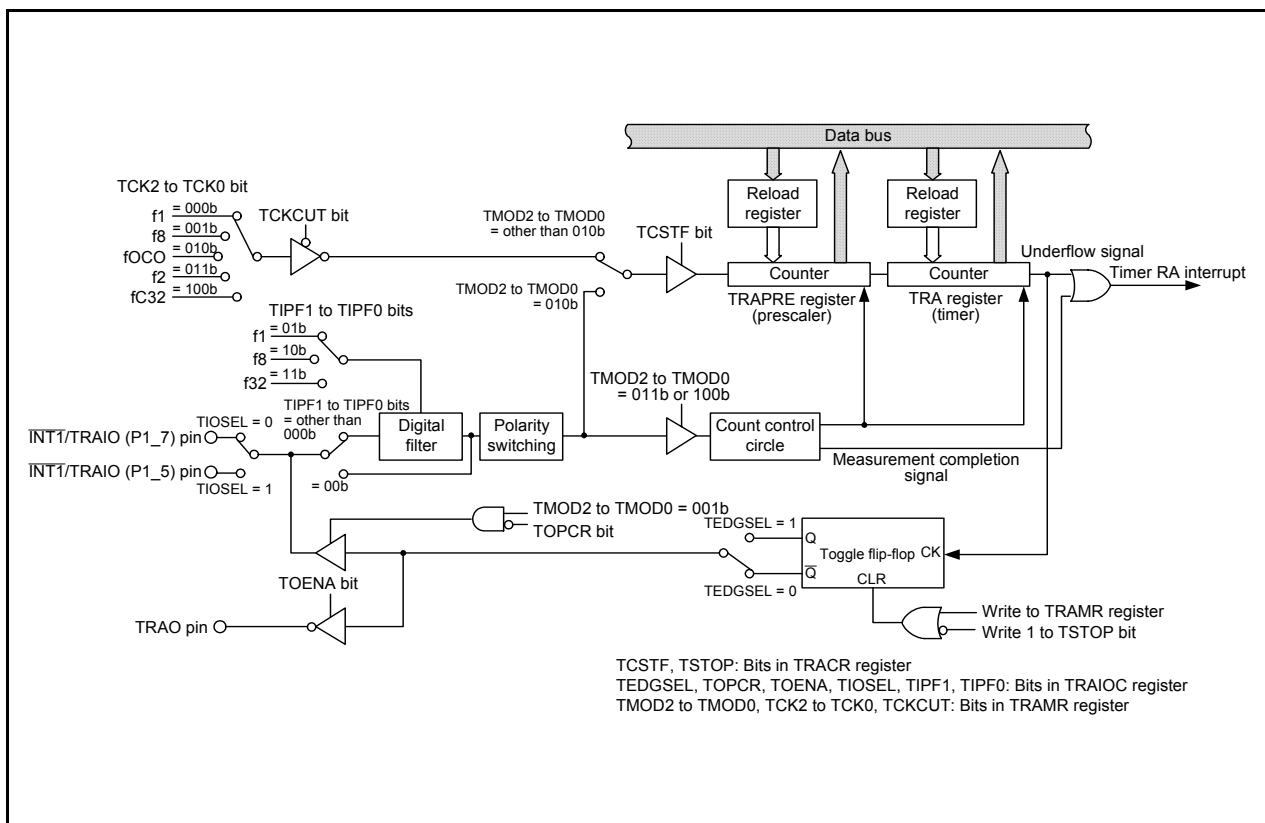 Data bus
TCK2 to TCK0 bit
= 000b
f1
= 001b
f8
= 010b
fOCO
= 011b
f2
= 100b
fC32
TCKCUT bit
TMOD2 to TMOD0
= other than 010b
TCSTF bit
Reload
register
Reload
register
Counter
Counter
TRAPRE register
(prescaler)
TRA register
(timer)
Underflow signal
Timer RA interrupt
TMOD2 to TMOD0
= 010b
TIPF1 to TIPF0 bits
= 01b
f1
= 10b
f8
= 11b
f32
TMOD2 to TMOD0
= 011b or 100b
TIPF1 to TIPF0 bits
= other than
000b
TIOSEL = 0
INT1/TRAIO (P1_7) pin
INT1/TRAIO (P1_5) pin
TIOSEL = 1
= 00b
Digital
filter
Polarity
switching
Count control
circle
Measurement completion
signal
TMOD2 to TMOD0 = 001b
TOPCR bit
TEDGSEL = 1
Q
Toggle flip-flop
CK
Q
CLR
TEDGSEL = 0
TOENA bit
TRAO pin
Write to TRAMR register
Write 1 to TSTOP bit
TCSTF, TSTOP: Bits in TRACR register
TEDGSEL, TOPCR, TOENA, TIOSEL, TIPF1, TIPF0: Bits in TRAIOC register
TMOD2 to TMOD0, TCK2 to TCK0, TCKCUT: Bits in TRAMR register